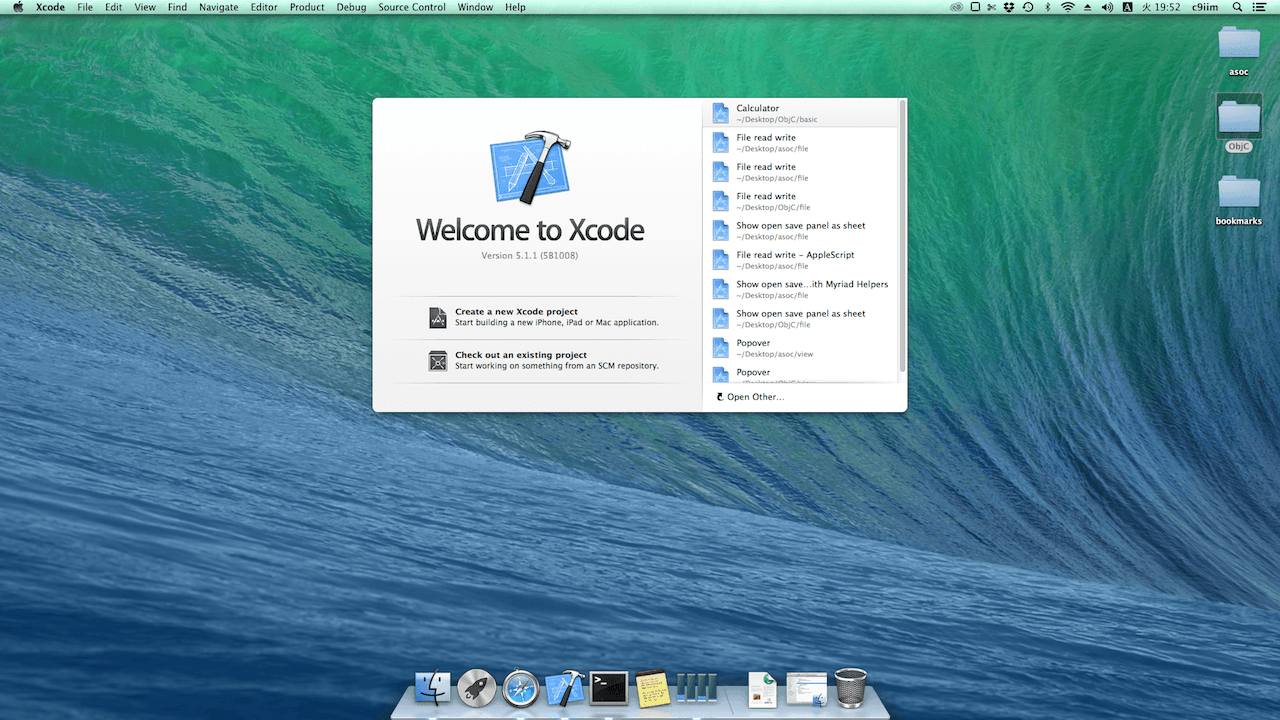 Xcode File Edit View Find Navigate Editor Product Debug Source Control Window Help
A 火 19:52 c9iim
asoc
ObjC
bookmarks
Welcome to Xcode
Version 5.1.1 (5B1008)
Create a new Xcode project
Start building a new iPhone, iPad or Mac application.
Check out an existing project
Start working on something from an SCM repository.
Calculator
~/Desktop/ObjC/basic
File read write
~/Desktop/asoc/file
File read write
~/Desktop/asoc/file
File read write
~/Desktop/ObjC/file
Show open save panel as sheet
~/Desktop/asoc/file
File read write - AppleScript
~/Desktop/asoc/file
Show open save...ith Myriad Helpers
~/Desktop/asoc/file
Show open save panel as sheet
~/Desktop/ObjC/file
Popover
~/Desktop/asoc/view
Popover
Open Other...